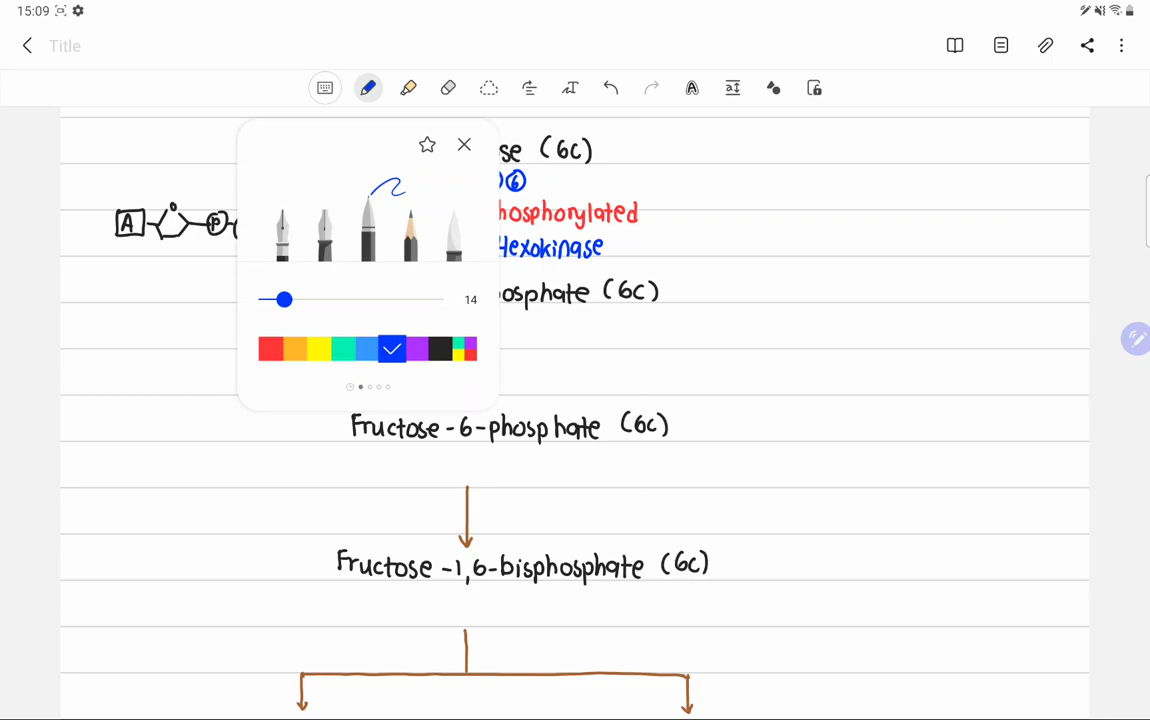 15:09
Title
se (6C)
6
A P
hosphorylated
Hexokinase
osphate (6C)
14
Fructose-6-phosphate (6C)
Fructose-1,6-bisphosphate (6C)